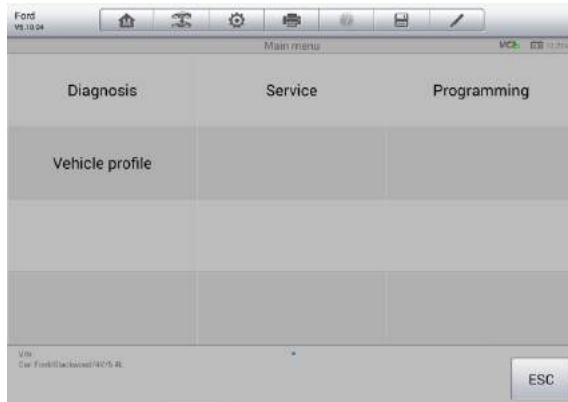 Ford
V5.10.04
Main menu
VCI
Diagnosis
Service
Programming
Vehicle profile
VIN:
Car: Ford/Blackwood/4X/5.4L
ESC